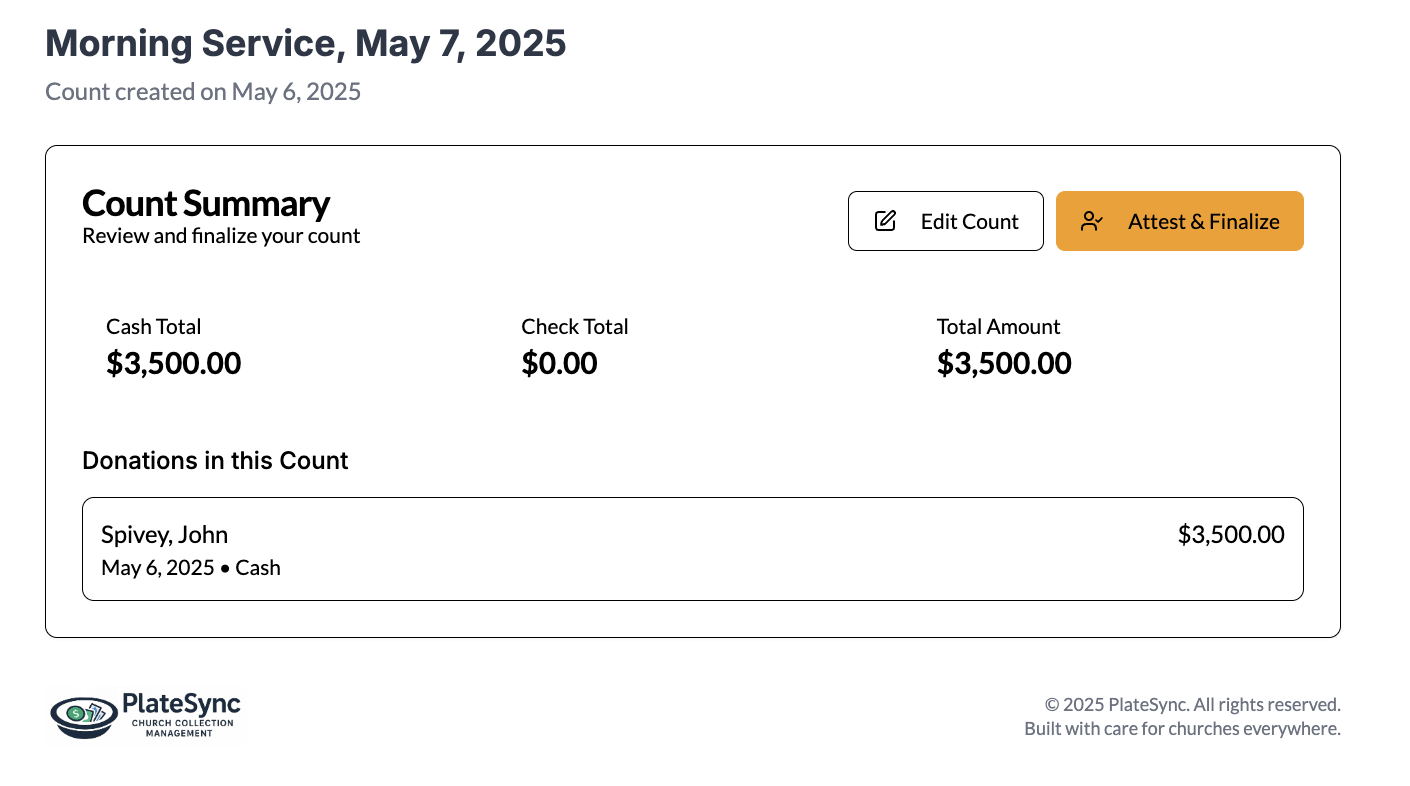 Morning Service, May 7, 2025
Count created on May 6, 2025
Count Summary
Review and finalize your count
Edit Count
Attest & Finalize
Cash Total
$3,500.00
Check Total
$0.00
Total Amount
$3,500.00
Donations in this Count
Spivey, John
$3,500.00
May 6, 2025 • Cash
$
PlateSync
CHURCH COLLECTION
MANAGEMENT
© 2025 PlateSync. All rights reserved.
Built with care for churches everywhere.